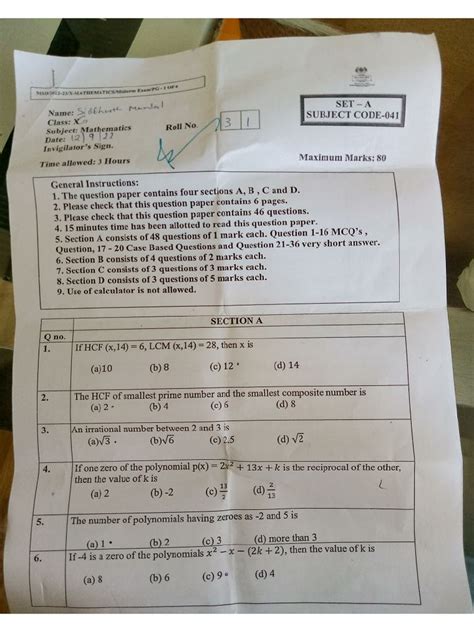 MID/2022-23/X-MATHEMATICS/Midterm Exam/PG - 1 OF 6
Name:
Class: X
Subject: Mathematics
Date: 12/9/22
Invigilator's Sign.
Roll No.
3 1
SET – A
SUBJECT CODE-041
Time allowed: 3 Hours
Maximum Marks: 80
General Instructions:
1. The question paper contains four sections A, B , C and D.
2. Please check that this question paper contains 6 pages.
3. Please check that this question paper contains 46 questions.
4. 15 minutes time has been allotted to read this question paper.
5. Section A consists of 48 questions of 1 mark each. Question 1-16 MCQ's ,
Question, 17 - 20 Case Based Questions and Question 21-36 very short answer.
6. Section B consists of 4 questions of 2 marks each.
7. Section C consists of 3 questions of 3 marks each.
8. Section D consists of 3 questions of 5 marks each.
9. Use of calculator is not allowed.
SECTION A
Q no.
1. If HCF (x,14) = 6, LCM (x,14) = 28, then x is
(a)10 (b) 8 (c) 12 (d) 14
2. The HCF of smallest prime number and the smallest composite number is
(a) 2 (b) 4 (c) 6 (d) 8
3. An irrational number between 2 and 3 is
(a)√3 (b)√6 (c) 2.5 (d) √2
4. If one zero of the polynomial p(x) = 2x² + 13x + k is the reciprocal of the other,
then the value of k is
(a) 2 (b) -2 (c) 13/2 (d) 2/13
5. The number of polynomials having zeroes as -2 and 5 is
(a) 1 (b) 2 (c) 3 (d) more than 3
6. If -4 is a zero of the polynomials x² − x − (2k + 2), then the value of k is
(a) 8 (b) 6 (c) 9 (d) 4